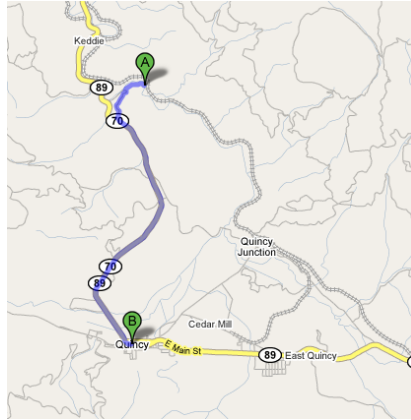 Keddie
A
89
70
Quincy
Junction
70
89
B
Cedar Mill
Quincy
E Main St
89
East Quincy